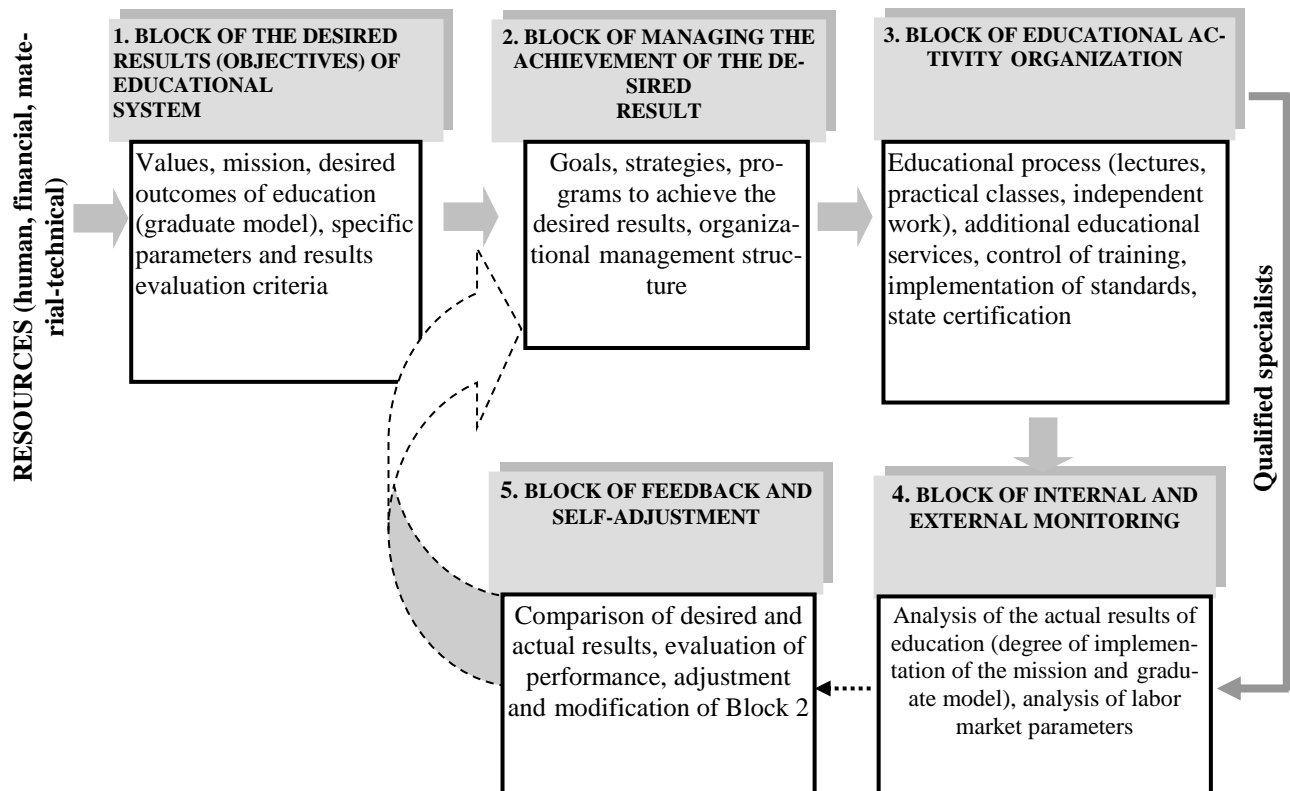 RESOURCES (human, financial, mate-
rial-technical)
1. BLOCK OF THE DESIRED
RESULTS (OBJECTIVES) OF
EDUCATIONAL
SYSTEM
Values, mission, desired
outcomes of education
(graduate model), specific
parameters and results
evaluation criteria
2. BLOCK OF MANAGING THE
ACHIEVEMENT OF THE DE-
SIRED
RESULT
Goals, strategies, pro-
grams to achieve the
desired results, organiza-
tional management struc-
ture
3. BLOCK OF EDUCATIONAL AC-
TIVITY ORGANIZATION
Educational process (lectures,
practical classes, independent
work), additional educational
services, control of training,
implementation of standards,
state certification
Qualified specialists
4. BLOCK OF INTERNAL AND
EXTERNAL MONITORING
Analysis of the actual results of
education (degree of implemen-
tation of the mission and gradu-
ate model), analysis of labor
market parameters
5. BLOCK OF FEEDBACK AND
SELF-ADJUSTMENT
Comparison of desired and
actual results, evaluation of
performance, adjustment
and modification of Block 2